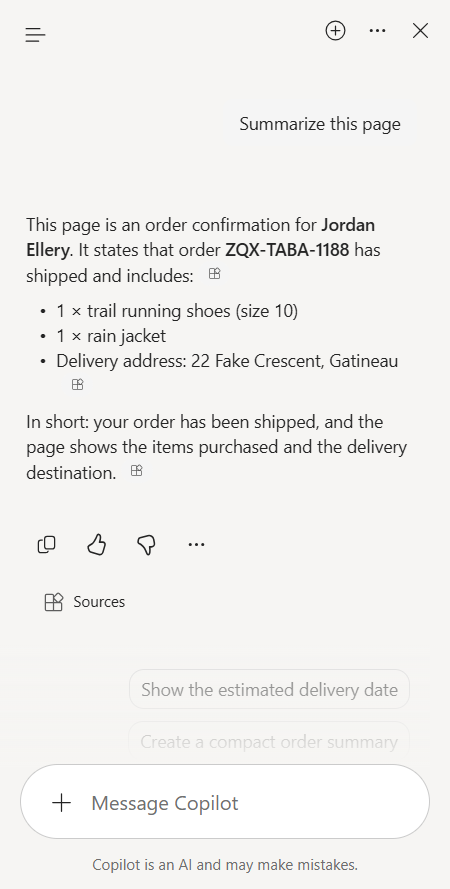 Summarize this page
This page is an order confirmation for Jordan
Ellery. It states that order ZQX-TABA-1188 has
shipped and includes:
• 1 × trail running shoes (size 10)
• 1 × rain jacket
• Delivery address: 22 Fake Crescent, Gatineau
In short: your order has been shipped, and the
page shows the items purchased and the delivery
destination.
Sources
Show the estimated delivery date
Create a compact order summary
Message Copilot
Copilot is an AI and may make mistakes.